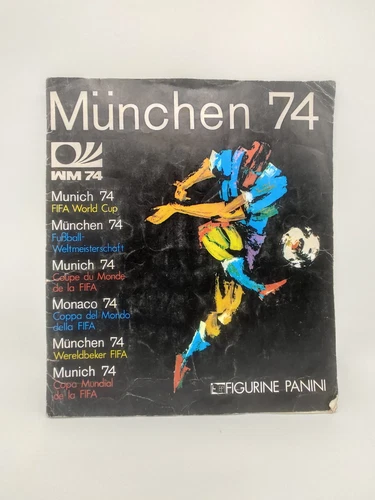 München 74
WM 74
Munich 74
FIFA World Cup
München 74
Fußball-
Weltmeisterschaft
Munich 74
Coupe du Monde
de la FIFA
Monaco 74
Coppa del Mondo
della FIFA
München 74
Wereldbeker FIFA
Munich 74
Copa Mundial
de la FIFA
FIGURINE PANINI